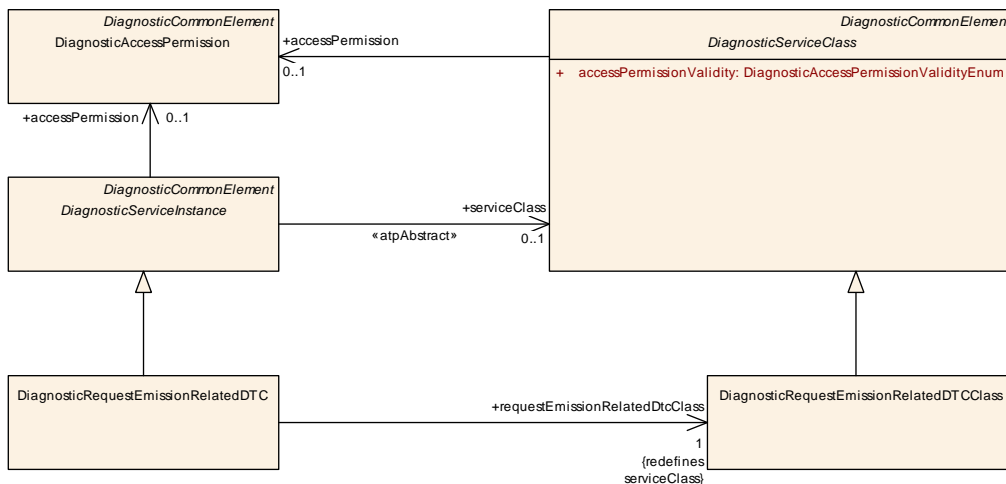 DiagnosticCommonElement
DiagnosticAccessPermission
+accessPermission
0..1
DiagnosticCommonElement
DiagnosticServiceClass
+ accessPermissionValidity: DiagnosticAccessPermissionValidityEnum
+accessPermission
0..1
DiagnosticCommonElement
DiagnosticServiceInstance
+serviceClass
«atpAbstract»
0..1
DiagnosticRequestEmissionRelatedDTC
+requestEmissionRelatedDtcClass
1
{redefines
serviceClass}
DiagnosticRequestEmissionRelatedDTCClass